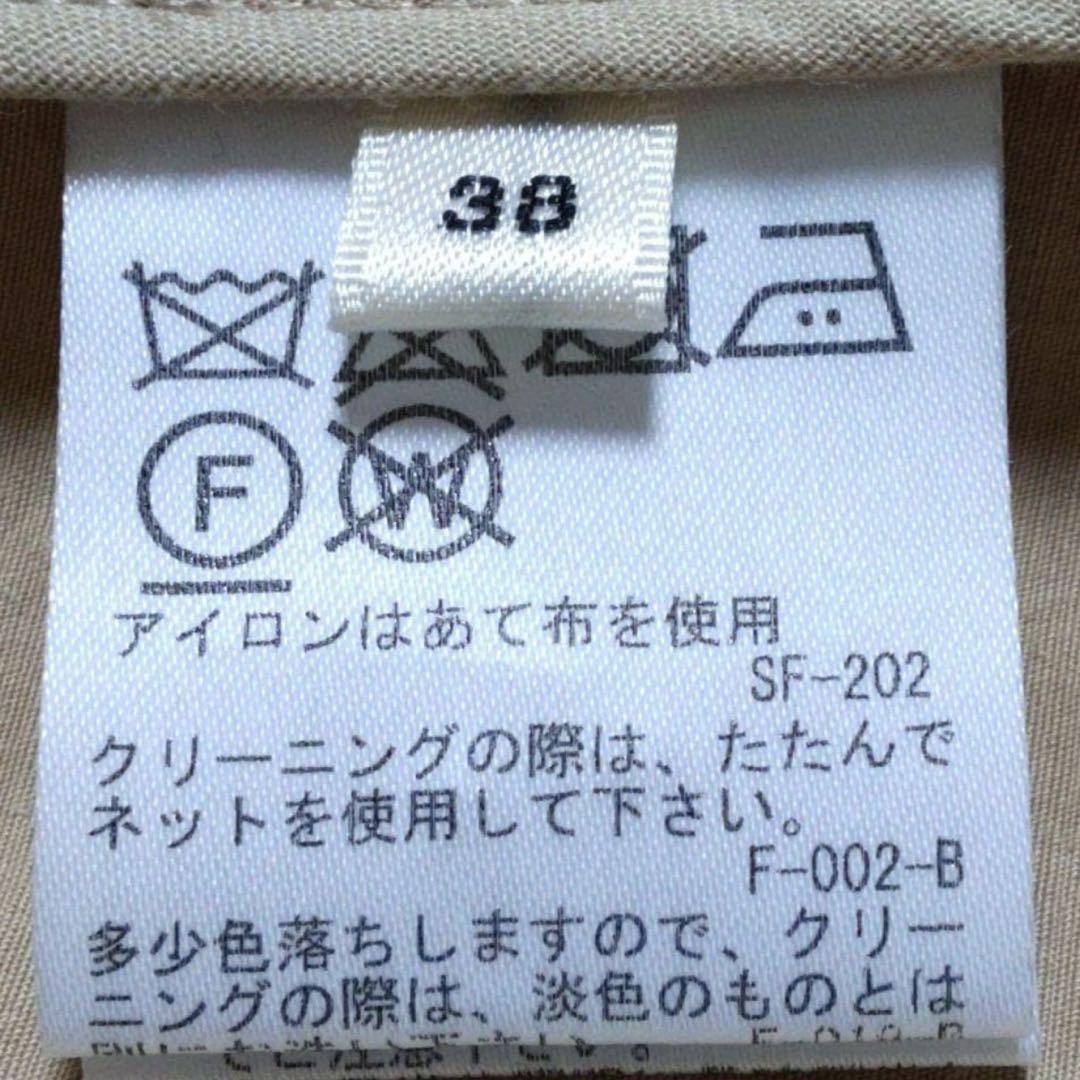 38
F W
アイロンはあて布を使用
SF-202
クリーニングの際は、たたんで
ネットを使用して下さい。
F-002-B
多少色落ちしますので、クリー
ニングの際は、淡色のものとは